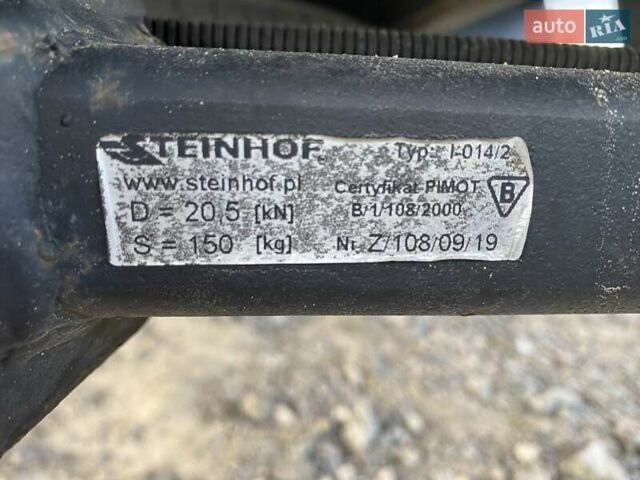 auto RIA
STEINHOF Typ: I-014/2
www.steinhof.pl Certyfikat PIMOT B
D = 20,5 [kN] B/1/108/2000
S = 150 [kg] Nr Z/108/09/19